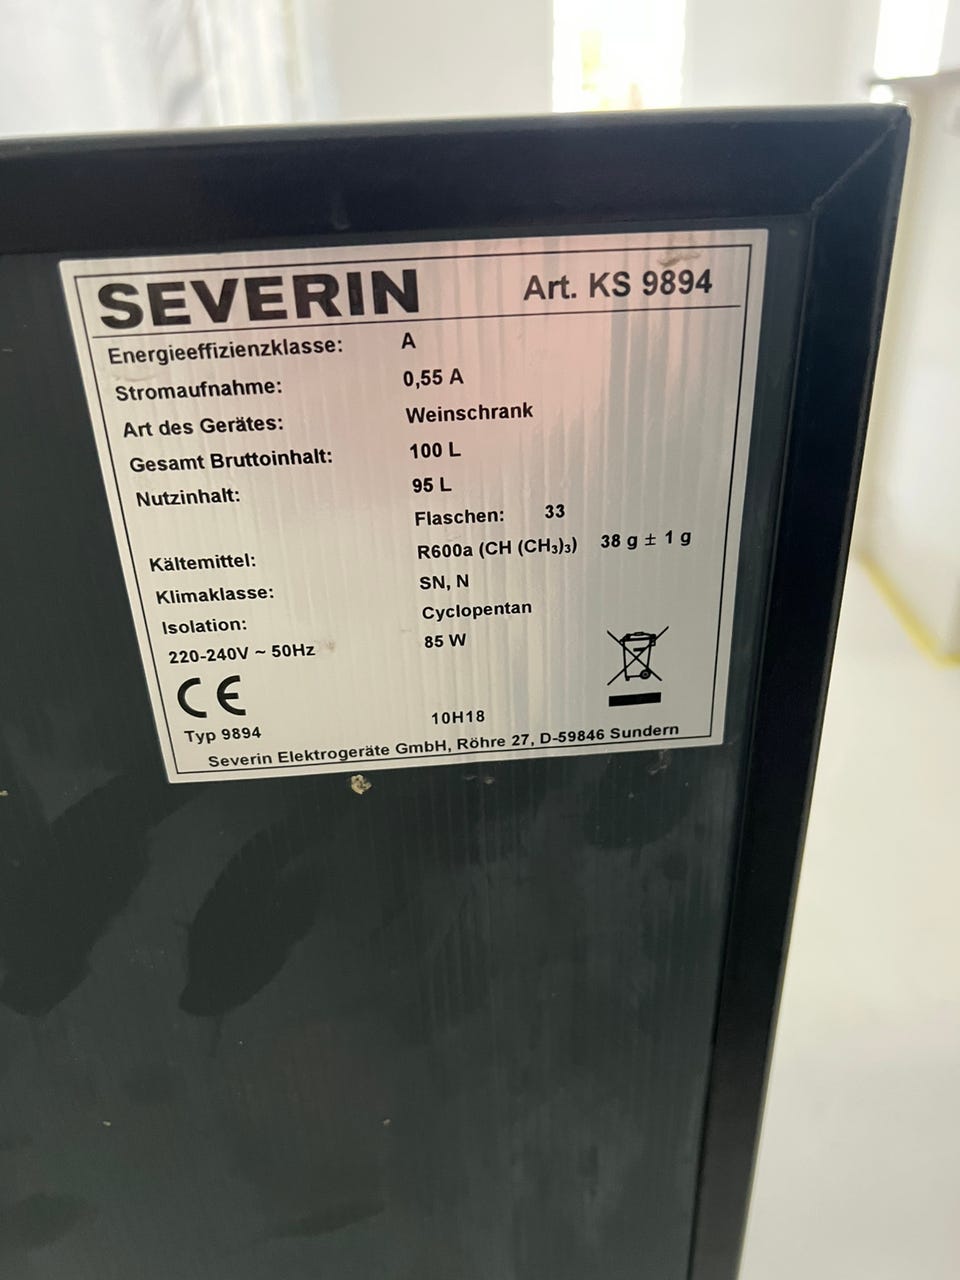 SEVERIN Art. KS 9894
Energieeffizienzklasse: A
Stromaufnahme: 0,55 A
Art des Gerätes: Weinschrank
Gesamt Bruttoinhalt: 100 L
Nutzinhalt: 95 L
Flaschen: 33
Kältemittel: R600a (CH (CH₃)₃) 38 g ± 1 g
Klimaklasse: SN, N
Isolation: Cyclopentan
220-240V ~ 50Hz 85 W
CE
Typ 9894 10H18
Severin Elektrogeräte GmbH, Röhre 27, D-59846 Sundern